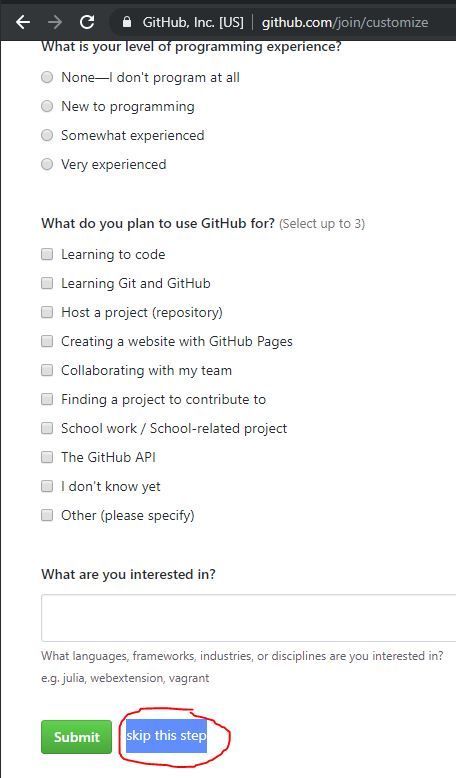 GitHub, Inc. [US] | github.com/join/customize
What is your level of programming experience?
None—I don't program at all
New to programming
Somewhat experienced
Very experienced
What do you plan to use GitHub for? (Select up to 3)
Learning to code
Learning Git and GitHub
Host a project (repository)
Creating a website with GitHub Pages
Collaborating with my team
Finding a project to contribute to
School work / School-related project
The GitHub API
I don't know yet
Other (please specify)
What are you interested in?
What languages, frameworks, industries, or disciplines are you interested in?
e.g. julia, webextension, vagrant
Submit skip this step